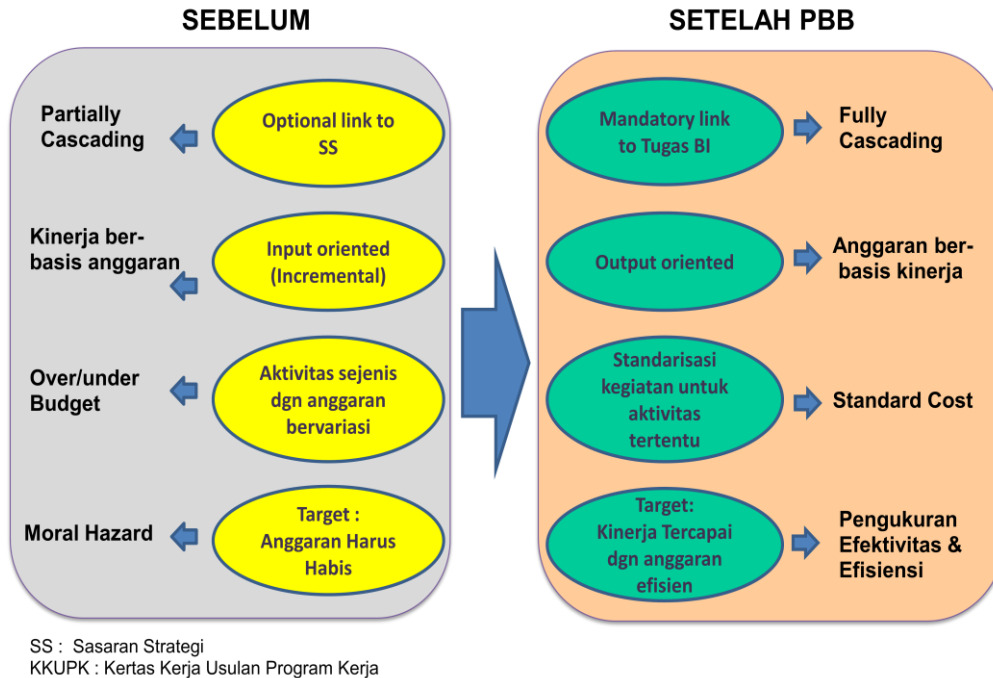 SEBELUM
Partially
Cascading
Optional link to
SS
Kinerja ber-
basis anggaran
Input oriented
(Incremental)
Over/under
Budget
Aktivitas sejenis
dgn anggaran
bervariasi
Moral Hazard
Target :
Anggaran Harus
Habis
SETELAH PBB
Mandatory link
to Tugas BI
Fully
Cascading
Output oriented
Anggaran ber-
basis kinerja
Standarisasi
kegiatan untuk
aktivitas
tertentu
Standard Cost
Target:
Kinerja Tercapai
dgn anggaran
efisien
Pengukuran
Efektivitas &
Efisiensi
SS : Sasaran Strategi
KKUPK : Kertas Kerja Usulan Program Kerja